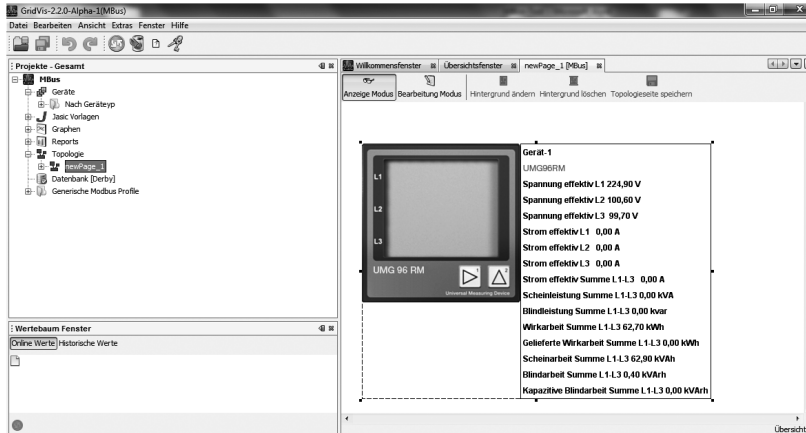 GridVis-2.2.0-Alpha-1(MBus)
Datei Bearbeiten Ansicht Extras Fenster Hilfe
Projekte - Gesamt
MBus
Geräte
Nach Geräteyp
Jasic Vorlagen
Graphen
Reports
Topologie
newPage_1
Datenbank [Derby]
Generische Modbus Profile
Wertebaum Fenster
Online Werte Historische Werte
Willkommensfenster Übersichtsfenster newPage_1 [MBus]
Anzeige Modus Bearbeitung Modus Hintergrund ändern Hintergrund löschen Topologieseite speichern
L1
L2
L3
UMG 96 RM
1
2
Universal Measuring Device
Gerät-1
UMG96RM
Spannung effektiv L1 224,90 V
Spannung effektiv L2 100,60 V
Spannung effektiv L3 99,70 V
Strom effektiv L1 0,00 A
Strom effektiv L2 0,00 A
Strom effektiv L3 0,00 A
Strom effektiv Summe L1-L3 0,00 A
Scheinleistung Summe L1-L3 0,00 kVA
Blindleistung Summe L1-L3 0,00 kvar
Wirkarbeit Summe L1-L3 62,70 kWh
Gelieferte Wirkarbeit Summe L1-L3 0,00 kWh
Scheinarbeit Summe L1-L3 62,90 kVAh
Blindarbeit Summe L1-L3 0,40 kVArh
Kapazitive Blindarbeit Summe L1-L3 0,00 kVArh
Übersicht